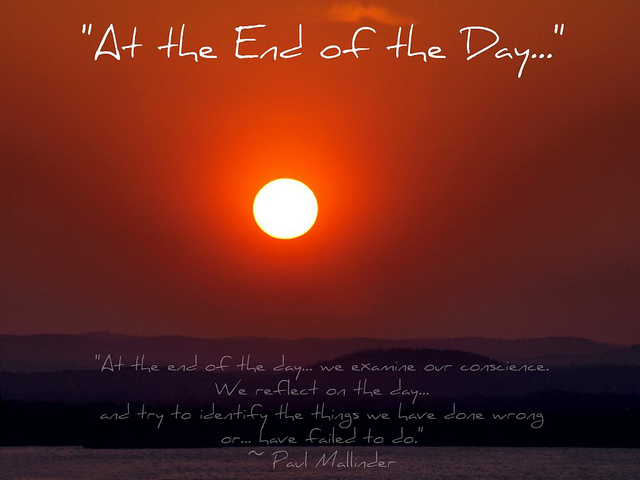 "At the End of the Day..."
"At the end of the day... we examine our conscience.
We reflect on the day...
and try to identify the things we have done wrong
or... have failed to do."
~ Paul Mallinder